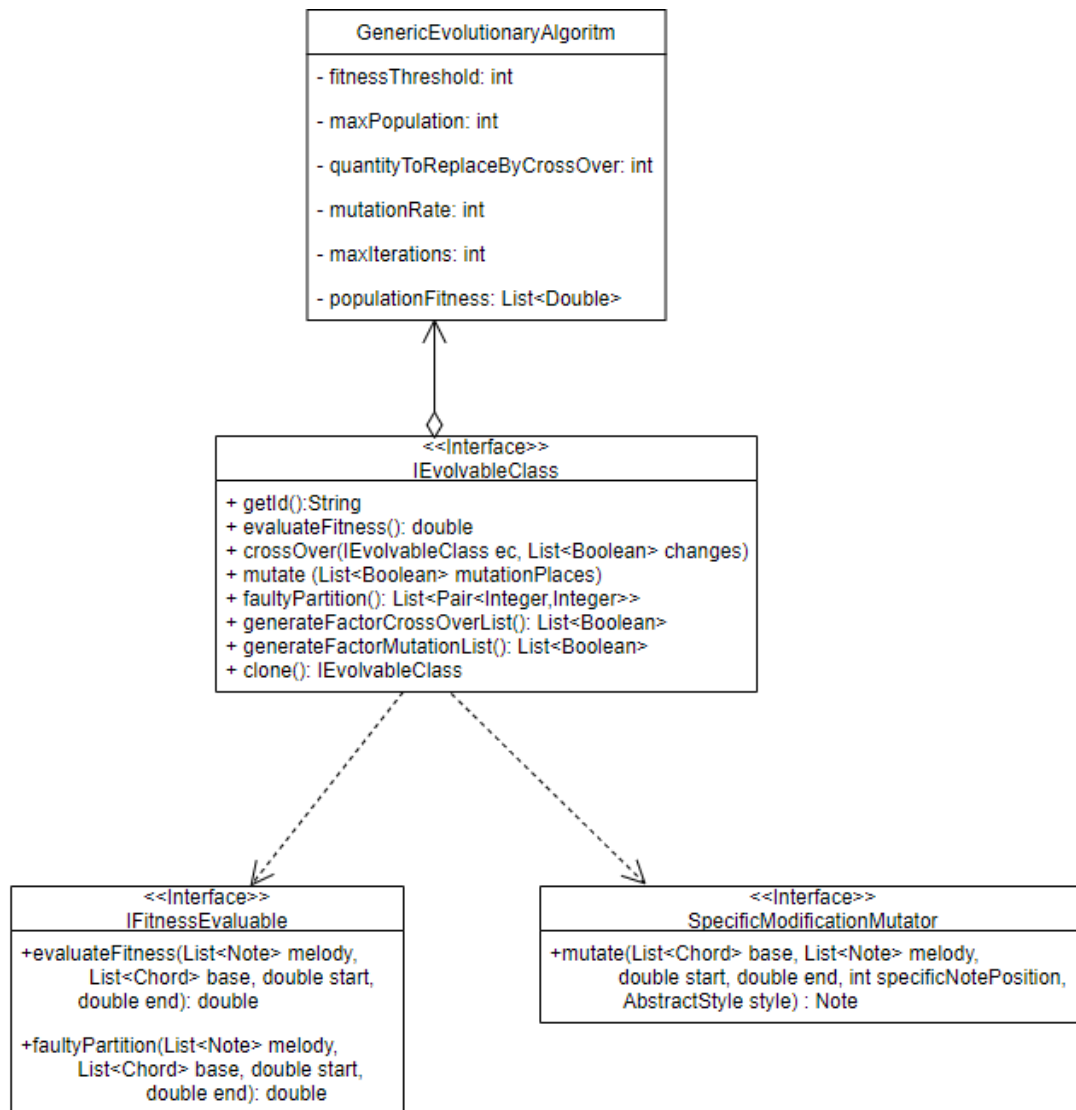 GenericEvolutionaryAlgoritm
- fitnessThreshold: int
- maxPopulation: int
- quantityToReplaceByCrossOver: int
- mutationRate: int
- maxIterations: int
- populationFitness: List<Double>
<<Interface>>
IEvolvableClass
+ getId():String
+ evaluateFitness(): double
+ crossOver(IEvolvableClass ec, List<Boolean> changes)
+ mutate (List<Boolean> mutationPlaces)
+ faultyPartition(): List<Pair<Integer,Integer>>
+ generateFactorCrossOverList(): List<Boolean>
+ generateFactorMutationList(): List<Boolean>
+ clone(): IEvolvableClass
<<Interface>>
IFitnessEvaluable
+evaluateFitness(List<Note> melody,
List<Chord> base, double start,
double end): double
+faultyPartition(List<Note> melody,
List<Chord> base, double start,
double end): double
<<Interface>>
SpecificModificationMutator
+mutate(List<Chord> base, List<Note> melody,
double start, double end, int specificNotePosition,
AbstractStyle style) : Note